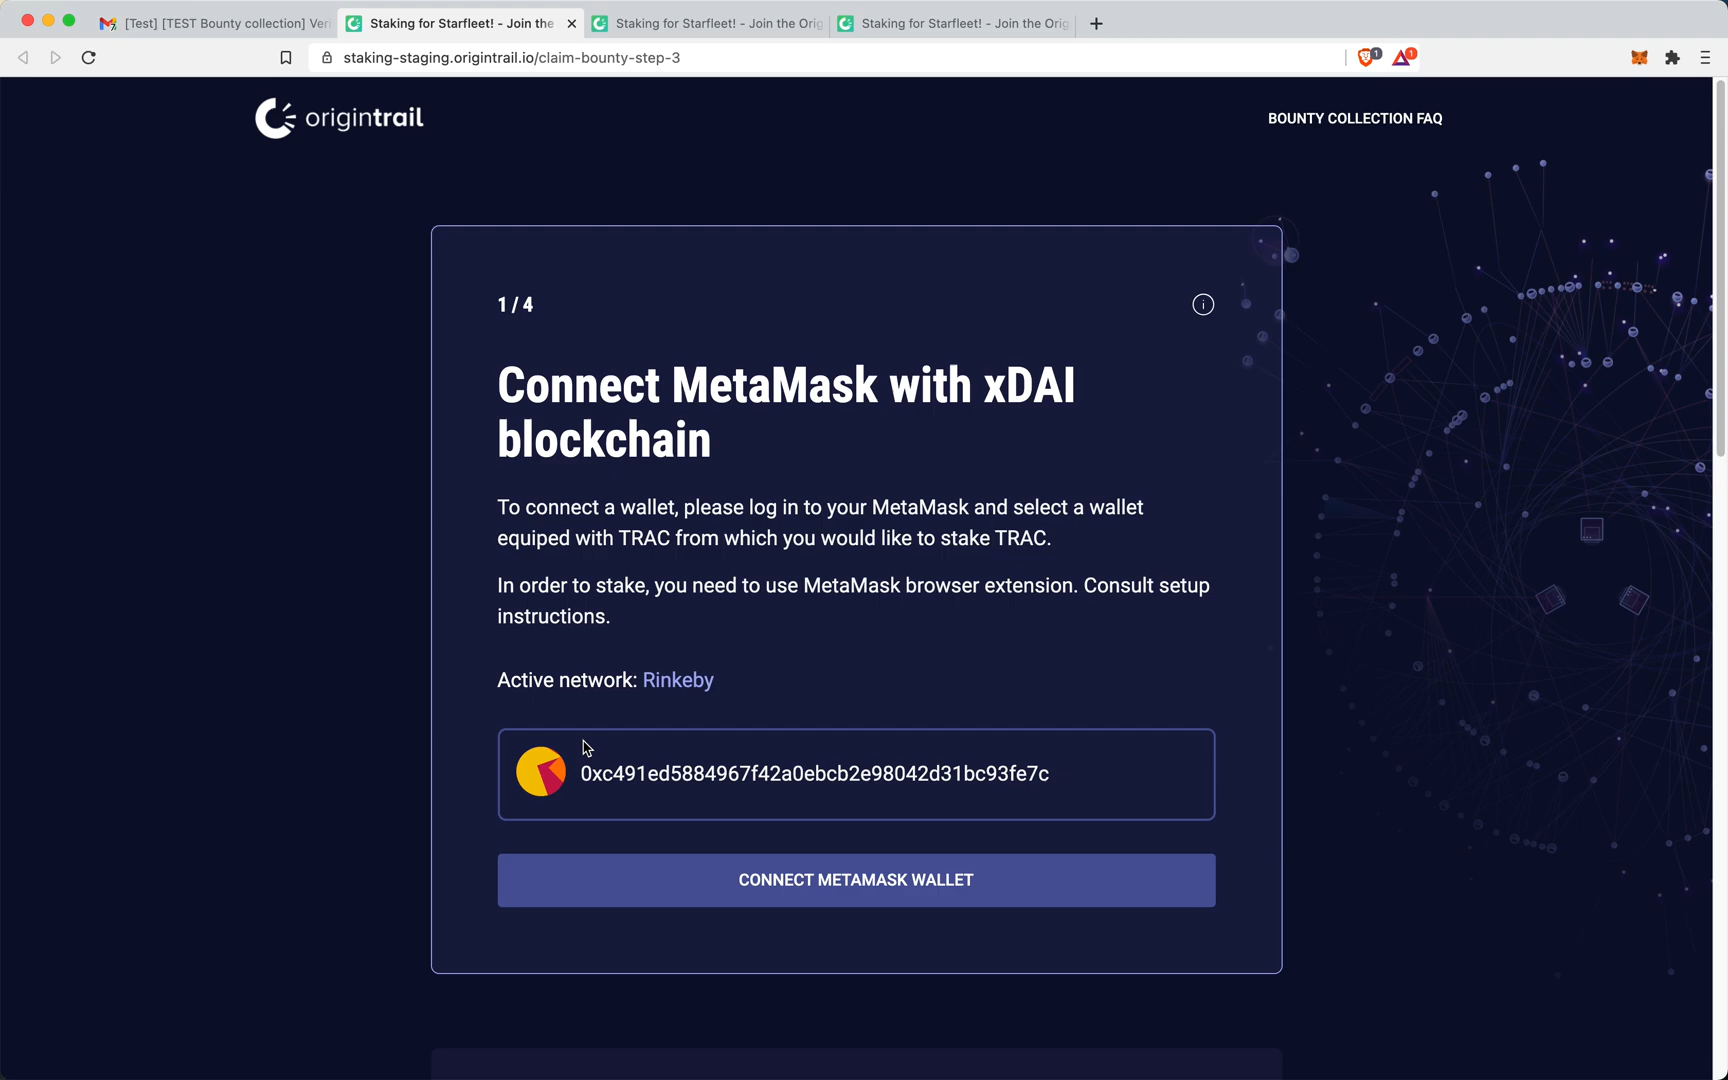 [Test] [TEST Bounty collection] Veri
Staking for Starfleet! - Join the
Staking for Starfleet! - Join the Orig
Staking for Starfleet! - Join the Orig
staking-staging.origintrail.io/claim-bounty-step-3
1
1
origintrail
BOUNTY COLLECTION FAQ
1 / 4
i
Connect MetaMask with xDAI
blockchain
To connect a wallet, please log in to your MetaMask and select a wallet
equiped with TRAC from which you would like to stake TRAC.
In order to stake, you need to use MetaMask browser extension. Consult setup
instructions.
Active network: Rinkeby
0xc491ed5884967f42a0ebcb2e98042d31bc93fe7c
CONNECT METAMASK WALLET